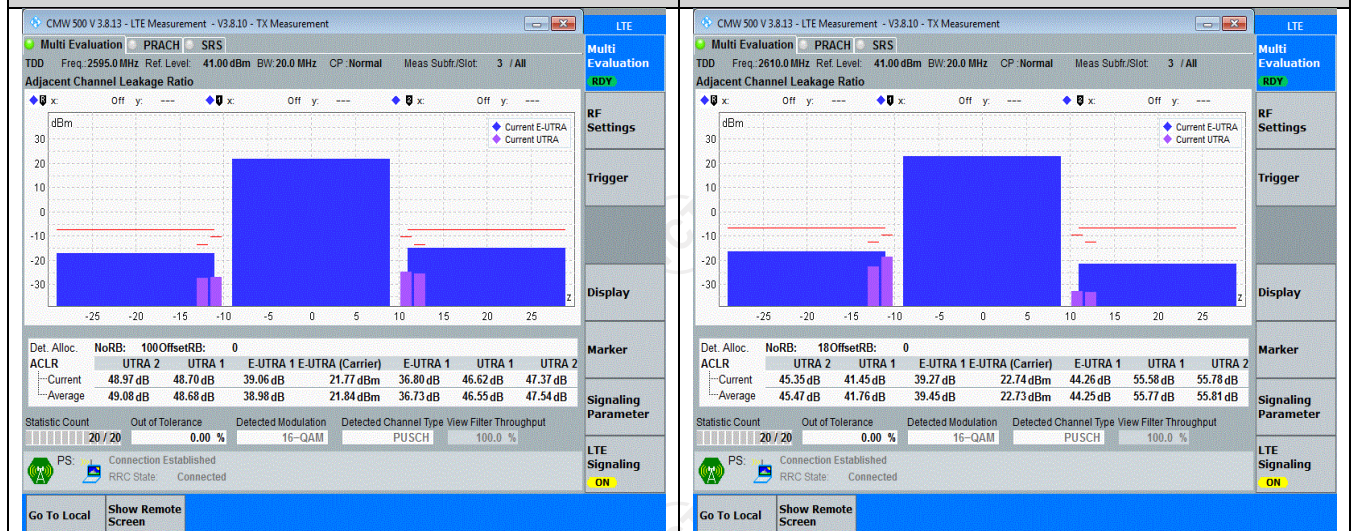 CMW 500 V 3.8.13 - LTE Measurement - V3.8.10 - TX Measurement
LTE
Multi Evaluation PRACH SRS
Multi Evaluation
RDY
TDD Freq.:2595.0 MHz Ref. Level: 41.00 dBm BW:20.0 MHz CP :Normal Meas Subfr./Slot: 3 / All
Adjacent Channel Leakage Ratio
x: Off y: --- x: Off y: --- x: Off y: ---
RF Settings
dBm
Current E-UTRA
Current UTRA
30
20
Trigger
10
0
-10
-20
-30
z
Display
-25 -20 -15 -10 -5 0 5 10 15 20 25
Det. Alloc. NoRB: 100 OffsetRB: 0
Marker
ACLR UTRA 2 UTRA 1 E-UTRA 1 E-UTRA (Carrier) E-UTRA 1 UTRA 1 UTRA 2
Current 48.97 dB 48.70 dB 39.06 dB 21.77 dBm 36.80 dB 46.62 dB 47.37 dB
Average 49.08 dB 48.68 dB 38.98 dB 21.84 dBm 36.73 dB 46.55 dB 47.54 dB
Signaling Parameter
Statistic Count Out of Tolerance Detected Modulation Detected Channel Type View Filter Throughput
20 / 20 0.00 % 16-QAM PUSCH 100.0 %
PS: Connection Established
RRC State: Connected
LTE Signaling
ON
Go To Local Show Remote Screen
CMW 500 V 3.8.13 - LTE Measurement - V3.8.10 - TX Measurement
LTE
Multi Evaluation PRACH SRS
Multi Evaluation
RDY
TDD Freq.:2610.0 MHz Ref. Level: 41.00 dBm BW:20.0 MHz CP :Normal Meas Subfr./Slot: 3 / All
Adjacent Channel Leakage Ratio
x: Off y: --- x: Off y: --- x: Off y: ---
RF Settings
dBm
Current E-UTRA
Current UTRA
30
20
Trigger
10
0
-10
-20
-30
z
Display
-25 -20 -15 -10 -5 0 5 10 15 20 25
Det. Alloc. NoRB: 18 OffsetRB: 0
Marker
ACLR UTRA 2 UTRA 1 E-UTRA 1 E-UTRA (Carrier) E-UTRA 1 UTRA 1 UTRA 2
Current 45.35 dB 41.45 dB 39.27 dB 22.74 dBm 44.26 dB 55.58 dB 55.78 dB
Average 45.47 dB 41.76 dB 39.45 dB 22.73 dBm 44.25 dB 55.77 dB 55.81 dB
Signaling Parameter
Statistic Count Out of Tolerance Detected Modulation Detected Channel Type View Filter Throughput
20 / 20 0.00 % 16-QAM PUSCH 100.0 %
PS: Connection Established
RRC State: Connected
LTE Signaling
ON
Go To Local Show Remote Screen